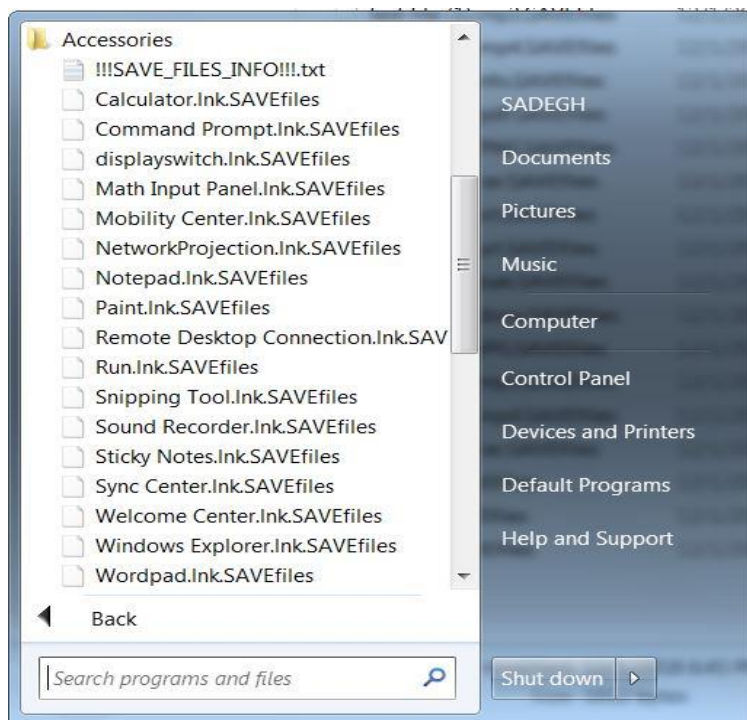 Accessories
!!!SAVE_FILES_INFO!!!.txt
Calculator.lnk.SAVEfiles
Command Prompt.lnk.SAVEfiles
displayswitch.lnk.SAVEfiles
Math Input Panel.lnk.SAVEfiles
Mobility Center.lnk.SAVEfiles
NetworkProjection.lnk.SAVEfiles
Notepad.lnk.SAVEfiles
Paint.lnk.SAVEfiles
Remote Desktop Connection.lnk.SAV
Run.lnk.SAVEfiles
Snipping Tool.lnk.SAVEfiles
Sound Recorder.lnk.SAVEfiles
Sticky Notes.lnk.SAVEfiles
Sync Center.lnk.SAVEfiles
Welcome Center.lnk.SAVEfiles
Windows Explorer.lnk.SAVEfiles
Wordpad.lnk.SAVEfiles
Back
Search programs and files
SADEGH
Documents
Pictures
Music
Computer
Control Panel
Devices and Printers
Default Programs
Help and Support
Shut down